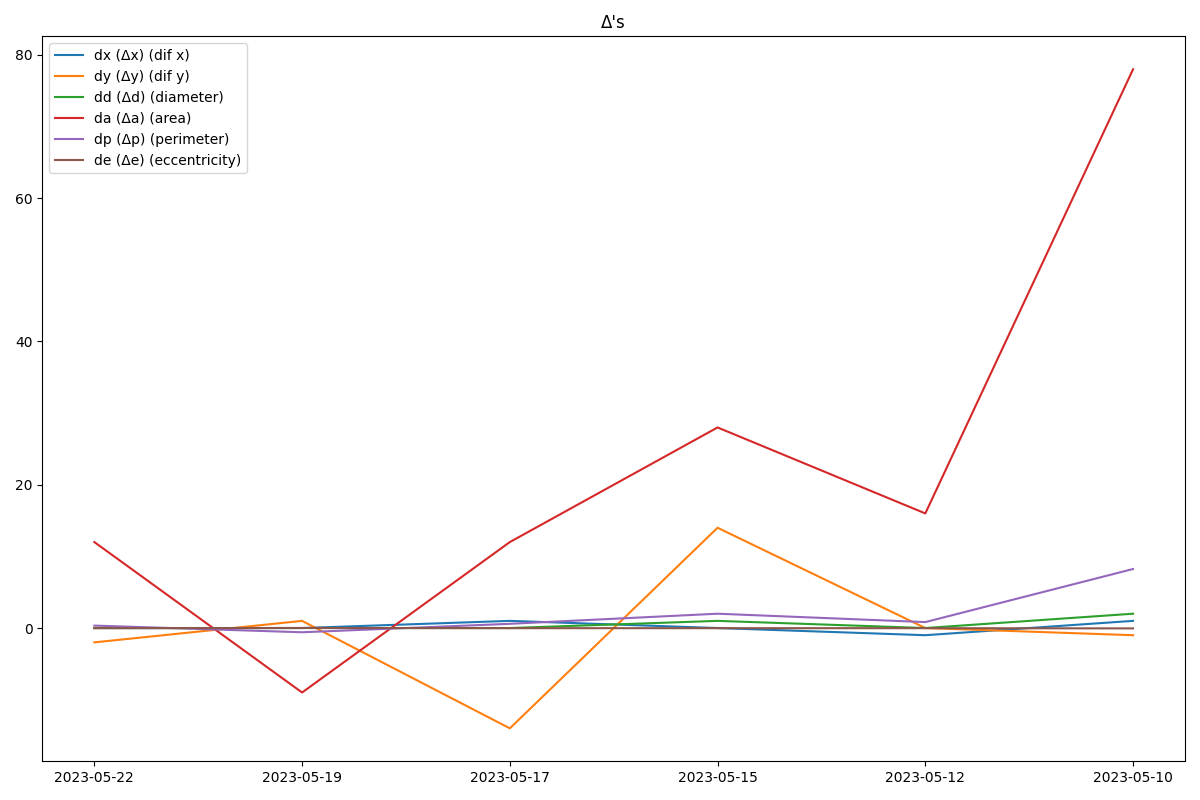 Δ's
dx (Δx) (dif x)
dy (Δy) (dif y)
dd (Δd) (diameter)
da (Δa) (area)
dp (Δp) (perimeter)
de (Δe) (eccentricity)
80
60
40
20
0
2023-05-22 2023-05-19 2023-05-17 2023-05-15 2023-05-12 2023-05-10